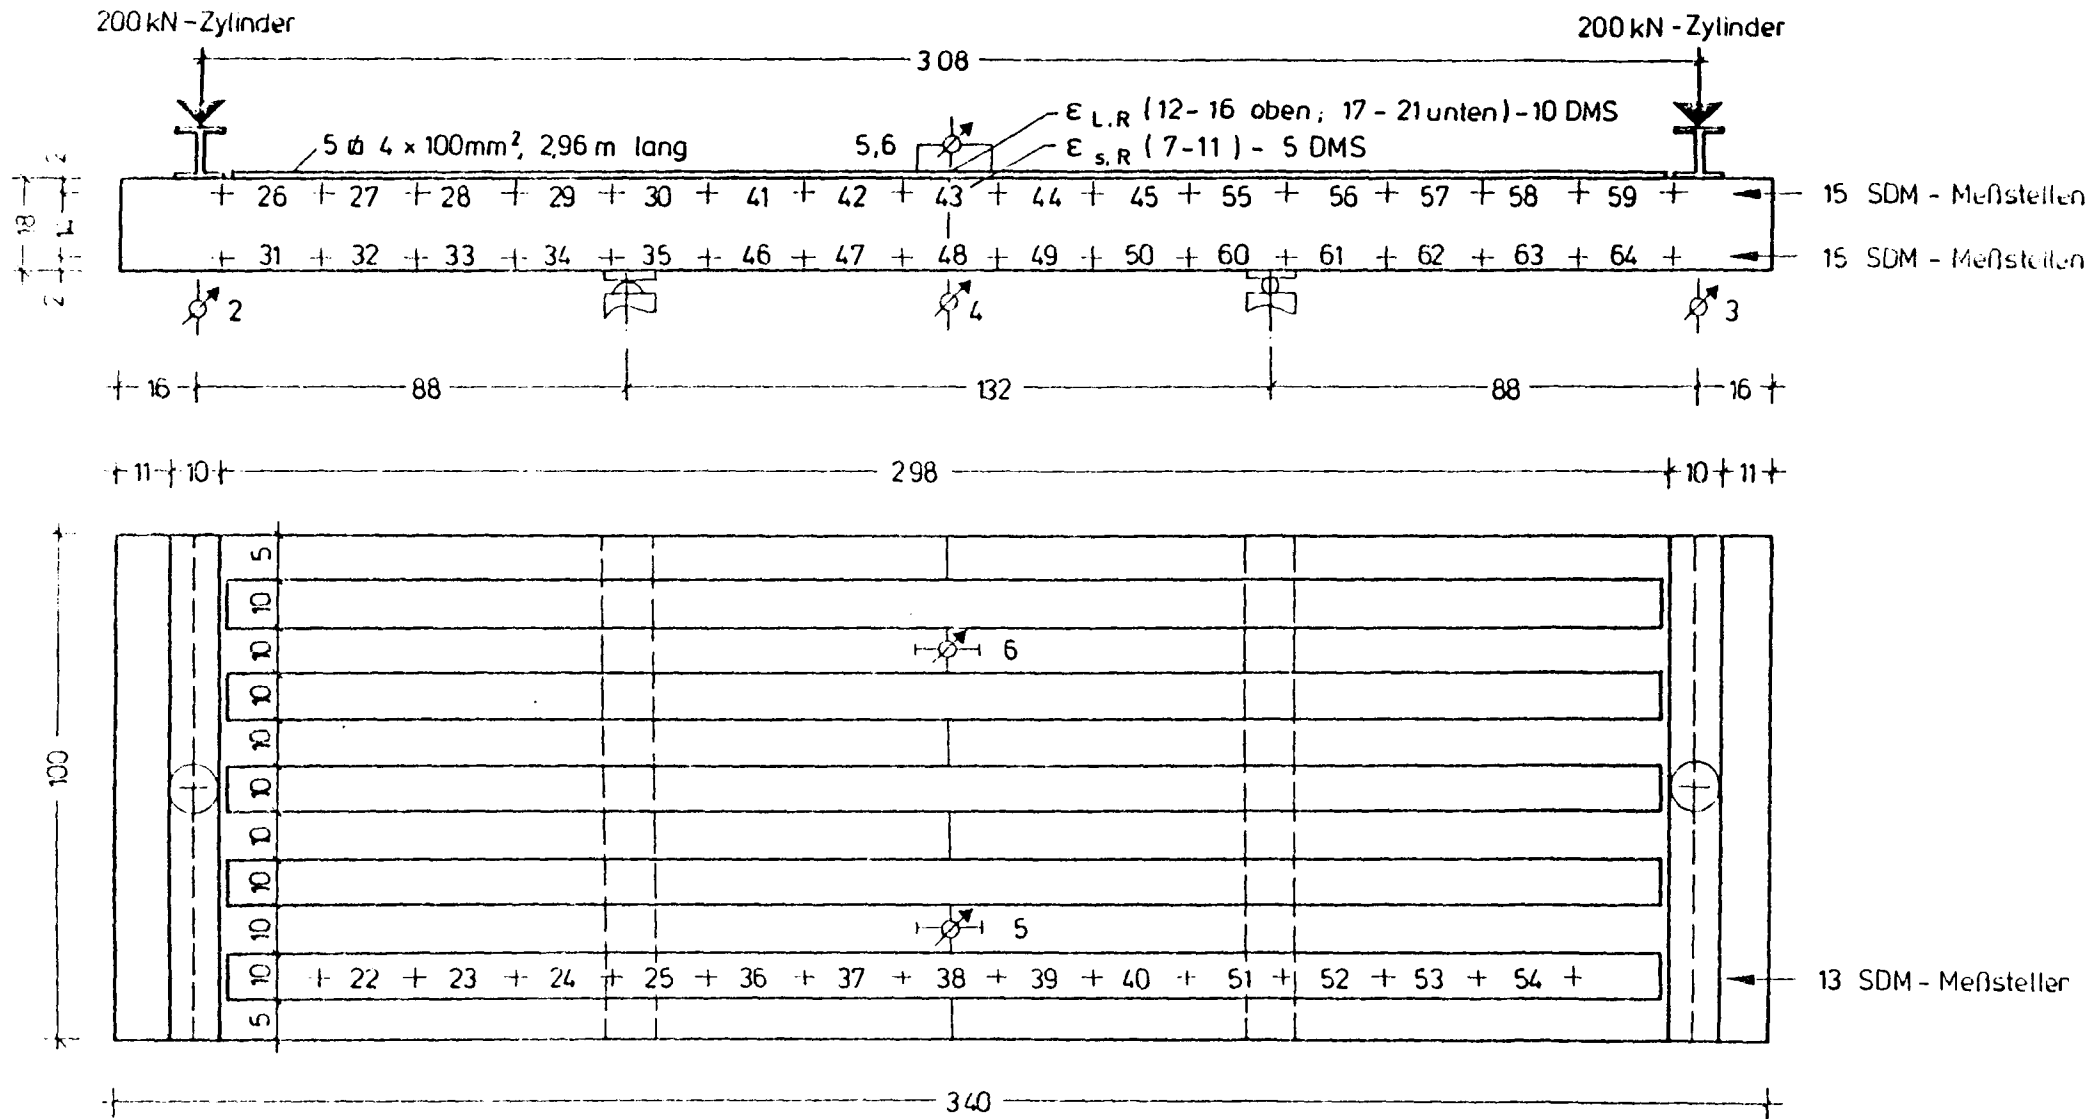 200 kN - Zylinder
200 kN - Zylinder
3 08
ε L.R (12 - 16 oben ; 17 - 21 unten) - 10 DMS
5 ⌀ 4 x 100mm², 2,96 m lang
5,6
ε s.R ( 7-11 ) - 5 DMS
2
18
2
26 27 28 29 30 41 42 43 44 45 55 56 57 58 59
15 SDM - Meßstellen
31 32 33 34 35 46 47 48 49 50 60 61 62 63 64
15 SDM - Meßstellen
2
4
3
16 88 132 88 16
11 10 298 10 11
100
5
10
10
10
10
10
10
10
10
10
5
6
5
22 23 24 25 36 37 38 39 40 51 52 53 54
13 SDM - Meßsteller
340